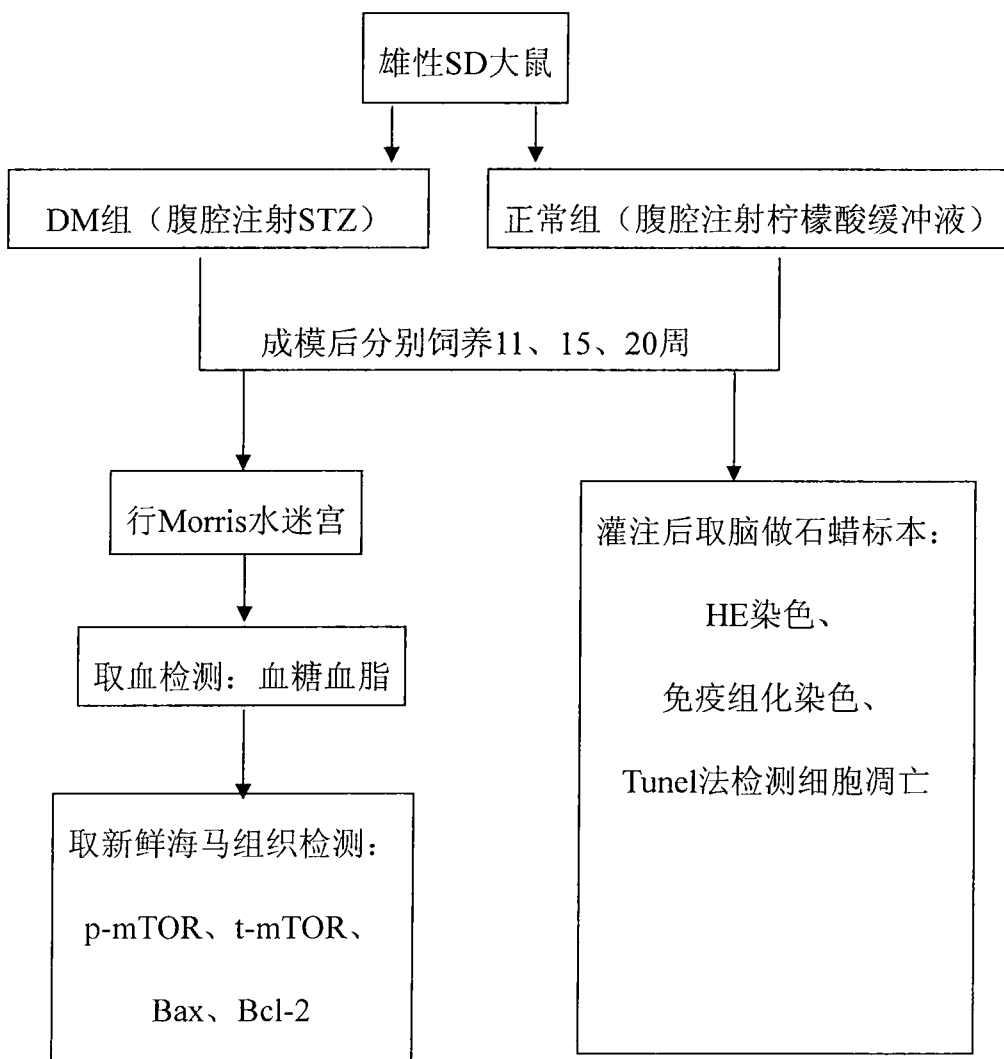 雄性SD大鼠
DM组（腹腔注射STZ）
正常组（腹腔注射柠檬酸缓冲液）
成模后分别饲养11、15、20周
行Morris水迷宫
取血检测：血糖血脂
取新鲜海马组织检测：
p-mTOR、t-mTOR、
Bax、Bcl-2
灌注后取脑做石蜡标本：
HE染色、
免疫组化染色、
Tunel法检测细胞凋亡